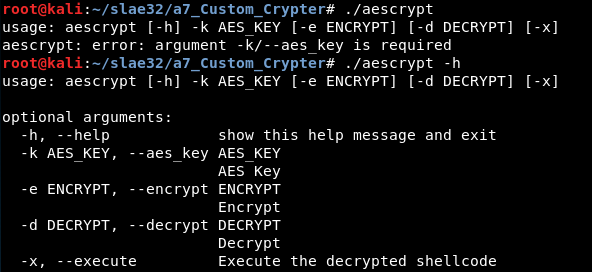 root@kali:~/slae32/a7_Custom_Crypter# ./aescrypt
usage: aescrypt [-h] -k AES_KEY [-e ENCRYPT] [-d DECRYPT] [-x]
aescrypt: error: argument -k/--aes_key is required
root@kali:~/slae32/a7_Custom_Crypter# ./aescrypt -h
usage: aescrypt [-h] -k AES_KEY [-e ENCRYPT] [-d DECRYPT] [-x]

optional arguments:
  -h, --help            show this help message and exit
  -k AES_KEY, --aes_key AES_KEY
                        AES Key
  -e ENCRYPT, --encrypt ENCRYPT
                        Encrypt
  -d DECRYPT, --decrypt DECRYPT
                        Decrypt
  -x, --execute         Execute the decrypted shellcode